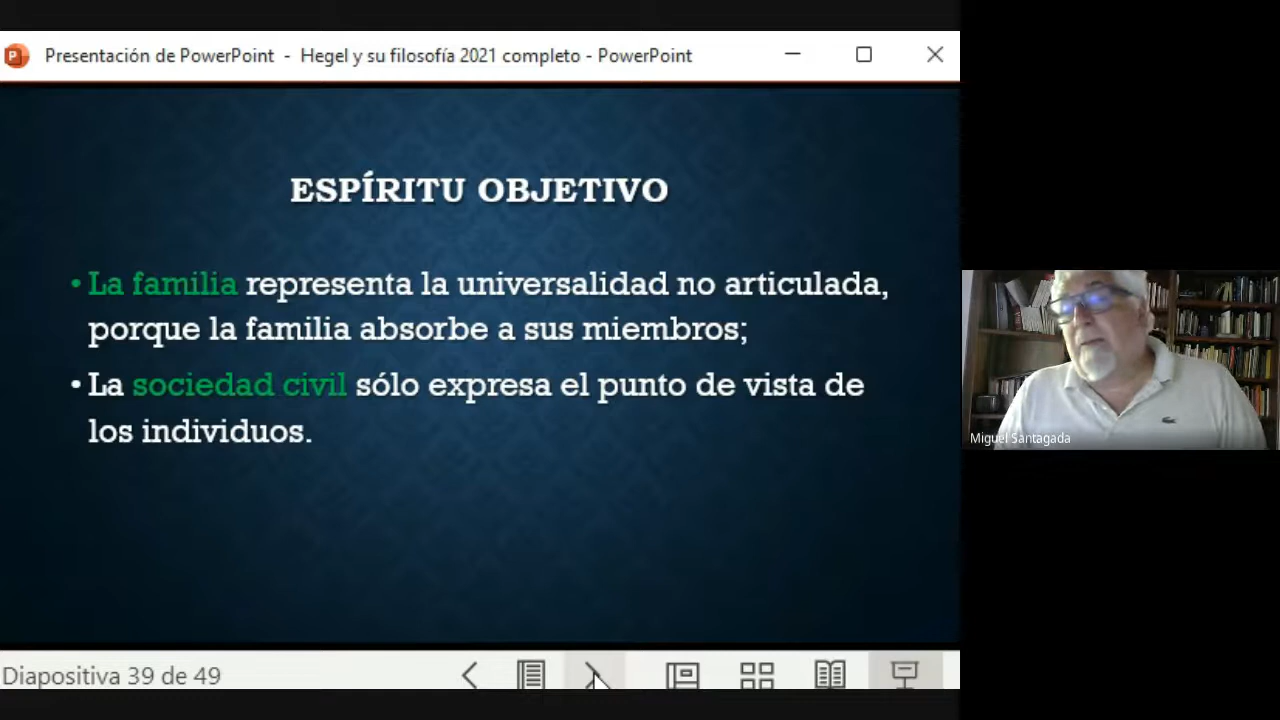 Presentación de PowerPoint - Hegel y su filosofía 2021 completo - PowerPoint
ESPÍRITU OBJETIVO
• La familia representa la universalidad no articulada,
porque la familia absorbe a sus miembros;
• La sociedad civil sólo expresa el punto de vista de
los individuos.
Miguel Santagada
Diapositiva 39 de 49